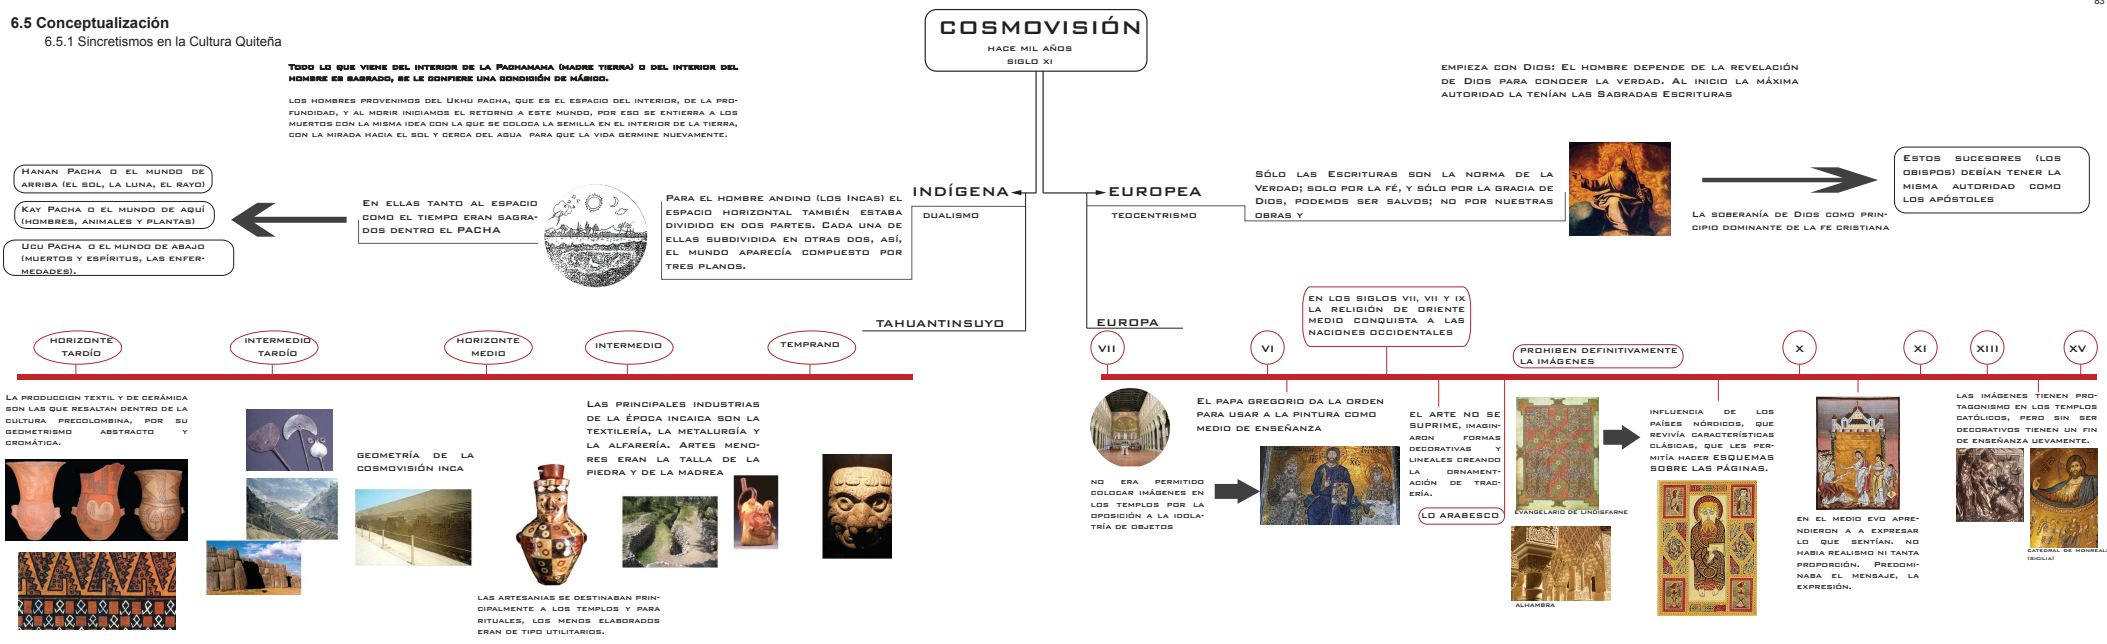 83
6.5 Conceptualización
6.5.1 Sincretismos en la Cultura Quiteña
COSMOVISIÓN
HACE MIL AÑOS
SIGLO XI
TODO LO QUE VIENE DEL INTERIOR DE LA PACHAMAMA (MADRE TIERRA) O DEL INTERIOR DEL
HOMBRE ES SAGRADO, SE LE CONFIERE UNA CONDICIÓN DE MÁGICO.
LOS HOMBRES PROVENIMOS DEL UKHU PACHA, QUE ES EL ESPACIO DEL INTERIOR, DE LA PRO-
FUNDIDAD, Y AL MORIR INICIAMOS EL RETORNO A ESTE MUNDO, POR ESO SE ENTIERRA A LOS
MUERTOS CON LA MISMA IDEA CON LA QUE SE COLOCA LA SEMILLA EN EL INTERIOR DE LA TIERRA,
CON LA MIRADA HACIA EL SOL Y CERCA DEL AGUA PARA QUE LA VIDA GERMINE NUEVAMENTE.
EMPIEZA CON DIOS: EL HOMBRE DEPENDE DE LA REVELACIÓN
DE DIOS PARA CONOCER LA VERDAD. AL INICIO LA MÁXIMA
AUTORIDAD LA TENÍAN LAS SAGRADAS ESCRITURAS
HANAN PACHA O EL MUNDO DE
ARRIBA (EL SOL, LA LUNA, EL RAYO)
KAY PACHA O EL MUNDO DE AQUÍ
(HOMBRES, ANIMALES Y PLANTAS)
UCU PACHA O EL MUNDO DE ABAJO
(MUERTOS Y ESPÍRITUS, LAS ENFER-
MEDADES).
EN ELLAS TANTO AL ESPACIO
COMO EL TIEMPO ERAN SAGRA-
DOS DENTRO EL PACHA
PARA EL HOMBRE ANDINO (LOS INCAS) EL
ESPACIO HORIZONTAL TAMBIÉN ESTABA
DIVIDIDO EN DOS PARTES. CADA UNA DE
ELLAS SUBDIVIDIDA EN OTRAS DOS, ASÍ,
EL MUNDO APARECÍA COMPUESTO POR
TRES PLANOS.
INDÍGENA
DUALISMO
EUROPEA
TEOCENTRISMO
SÓLO LAS ESCRITURAS SON LA NORMA DE LA
VERDAD; SOLO POR LA FÉ, Y SÓLO POR LA GRACIA DE
DIOS, PODEMOS SER SALVOS; NO POR NUESTRAS
OBRAS Y
LA SOBERANÍA DE DIOS COMO PRIN-
CIPIO DOMINANTE DE LA FE CRISTIANA
ESTOS SUCESORES (LOS
OBISPOS) DEBÍAN TENER LA
MISMA AUTORIDAD COMO
LOS APÓSTOLES
TAHUANTINSUYO
EUROPA
HORIZONTE
TARDÍO
INTERMEDIO
TARDÍO
HORIZONTE
MEDIO
INTERMEDIO
TEMPRANO
VII
VI
EN LOS SIGLOS VII, VII Y IX
LA RELIGIÓN DE ORIENTE
MEDIO CONQUISTA A LAS
NACIONES OCCIDENTALES
PROHIBEN DEFINITIVAMENTE
LA IMÁGENES
X
XI
XIII
XV
LA PRODUCCION TEXTIL Y DE CERÁMICA
SON LAS QUE RESALTAN DENTRO DE LA
CULTURA PRECOLOMBINA, POR SU
GEOMETRISMO ABSTRACTO Y
CROMÁTICA.
GEOMETRÍA DE LA
COSMOVISIÓN INCA
LAS PRINCIPALES INDUSTRIAS
DE LA ÉPOCA INCAICA SON LA
TEXTILERÍA, LA METALURGÍA Y
LA ALFARERÍA. ARTES MENO-
RES ERAN LA TALLA DE LA
PIEDRA Y DE LA MADREA
LAS ARTESANIAS SE DESTINABAN PRIN-
CIPALMENTE A LOS TEMPLOS Y PARA
RITUALES, LOS MENOS ELABORADOS
ERAN DE TIPO UTILITARIOS.
NO ERA PERMITIDO
COLOCAR IMÁGENES EN
LOS TEMPLOS POR LA
OPOSICIÓN A LA IDOLA-
TRÍA DE OBJETOS
EL PAPA GREGORIO DA LA ORDEN
PARA USAR A LA PINTURA COMO
MEDIO DE ENSEÑANZA
EL ARTE NO SE
SUPRIME, IMAGIN-
ARON FORMAS
DECORATIVAS Y
LINEALES CREANDO
LA ORNAMENT-
ACIÓN DE TRAC-
ERÍA.
LO ARABESCO
EVANGELARIO DE LINDISFARNE
ALHAMBRA
INFLUENCIA DE LOS
PAÍSES NÓRDICOS, QUE
REVIVÍA CARACTERÍSTICAS
CLÁSICAS, QUE LES PER-
MITÍA HACER ESQUEMAS
SOBRE LAS PÁGINAS.
EN EL MEDIO EVO APRE-
NDIERON A A EXPRESAR
LO QUE SENTÍAN. NO
HABIA REALISMO NI TANTA
PROPORCIÓN. PREDOMI-
NABA EL MENSAJE, LA
EXPRESIÓN.
LAS IMÁGENES TIENEN PRO-
TAGONISMO EN LOS TEMPLOS
CATÓLICOS, PERO SIN SER
DECORATIVOS TIENEN UN FIN
DE ENSEÑANZA UEVAMENTE.
CATEDRAL DE MONREAL
(SICILIA)